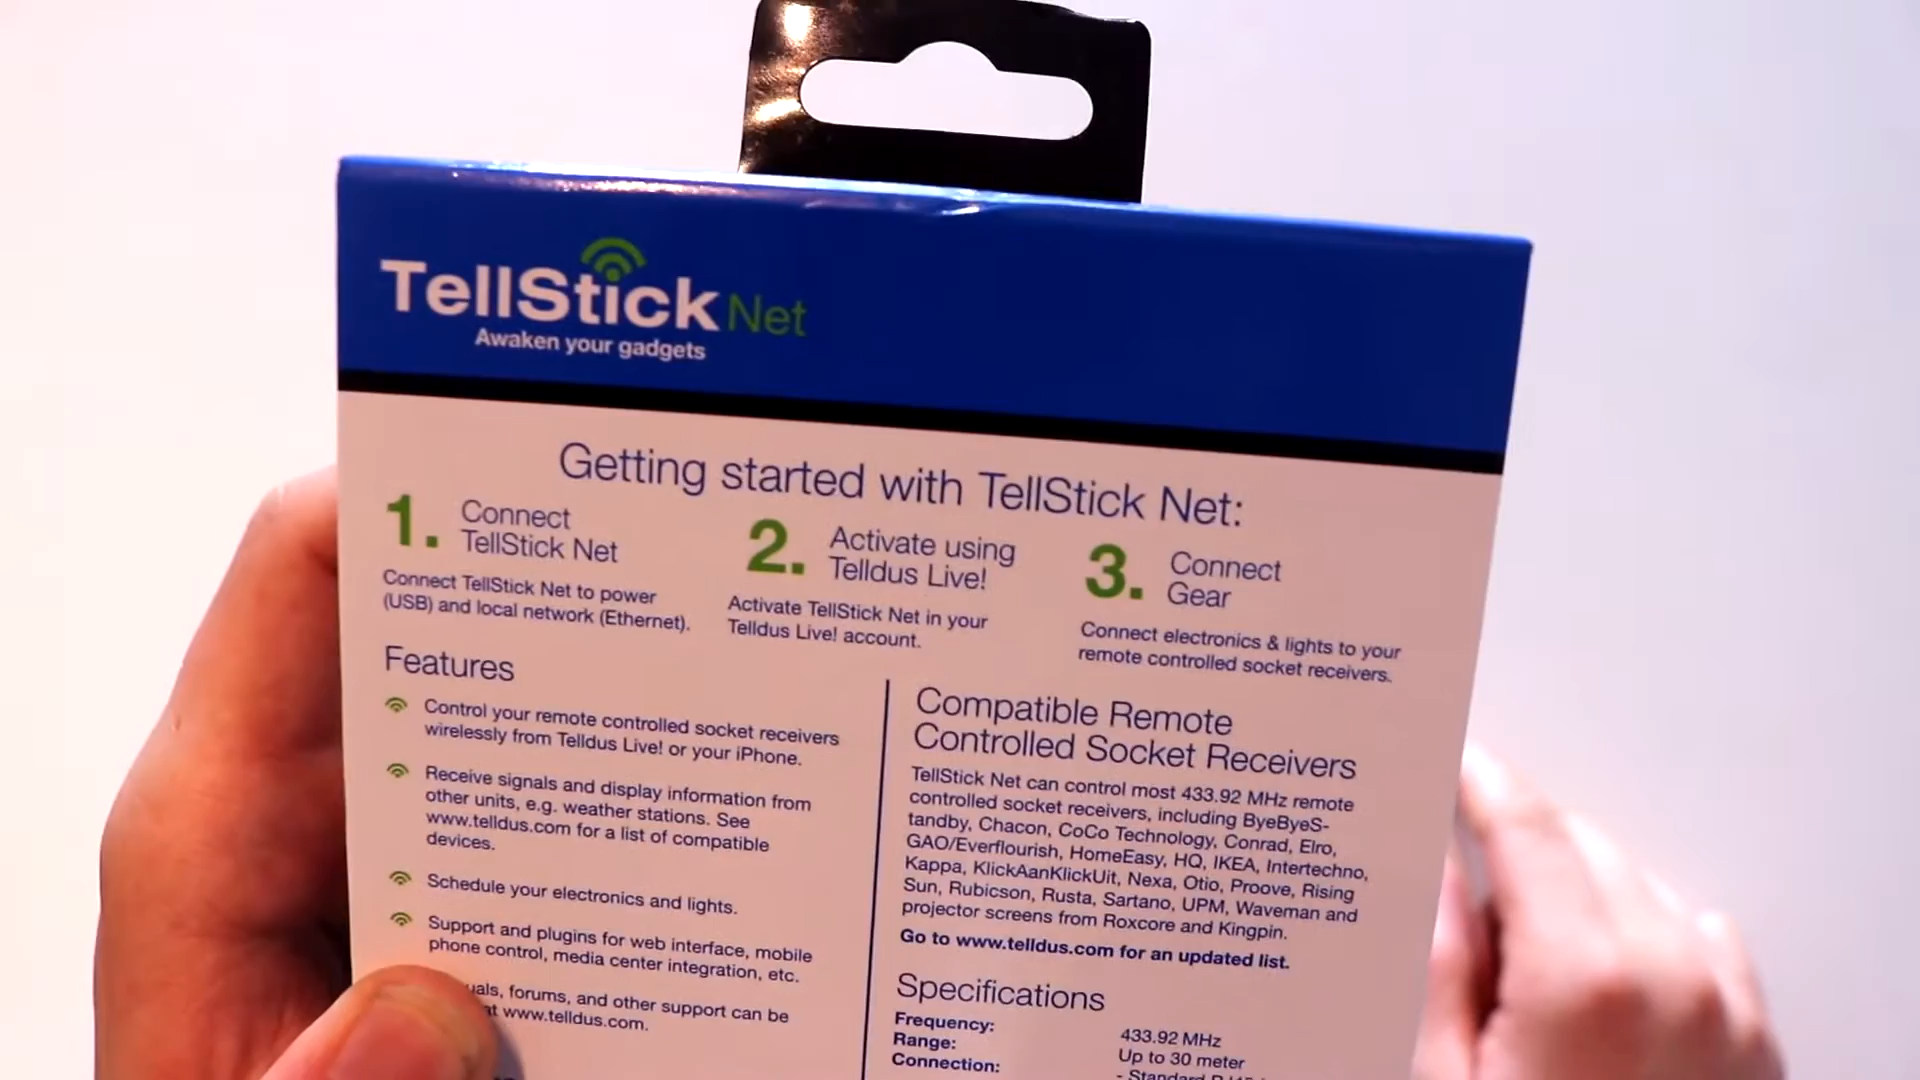 TellStick Net
Awaken your gadgets
Getting started with TellStick Net:
1. Connect
TellStick Net
Connect TellStick Net to power
(USB) and local network (Ethernet).
2. Activate using
Telldus Live!
Activate TellStick Net in your
Telldus Live! account.
3. Connect
Gear
Connect electronics & lights to your
remote controlled socket receivers.
Features
Control your remote controlled socket receivers
wirelessly from Telldus Live! or your iPhone.
Receive signals and display information from
other units, e.g. weather stations. See
www.telldus.com for a list of compatible
devices.
Schedule your electronics and lights.
Support and plugins for web interface, mobile
phone control, media center integration, etc.
forums, and other support can be
www.telldus.com.
Compatible Remote
Controlled Socket Receivers
TellStick Net can control most 433.92 MHz remote
controlled socket receivers, including ByeByeS-
tandby, Chacon, CoCo Technology, Conrad, Elro,
GAO/Everflourish, HomeEasy, HQ, IKEA, Intertechno,
Kappa, KlickAanKlickUit, Nexa, Otio, Proove, Rising
Sun, Rubicson, Rusta, Sartano, UPM, Waveman and
projector screens from Roxcore and Kingpin.
Go to www.telldus.com for an updated list.
Specifications
Frequency: 433.92 MHz
Range: Up to 30 meter
Connection: - Standard